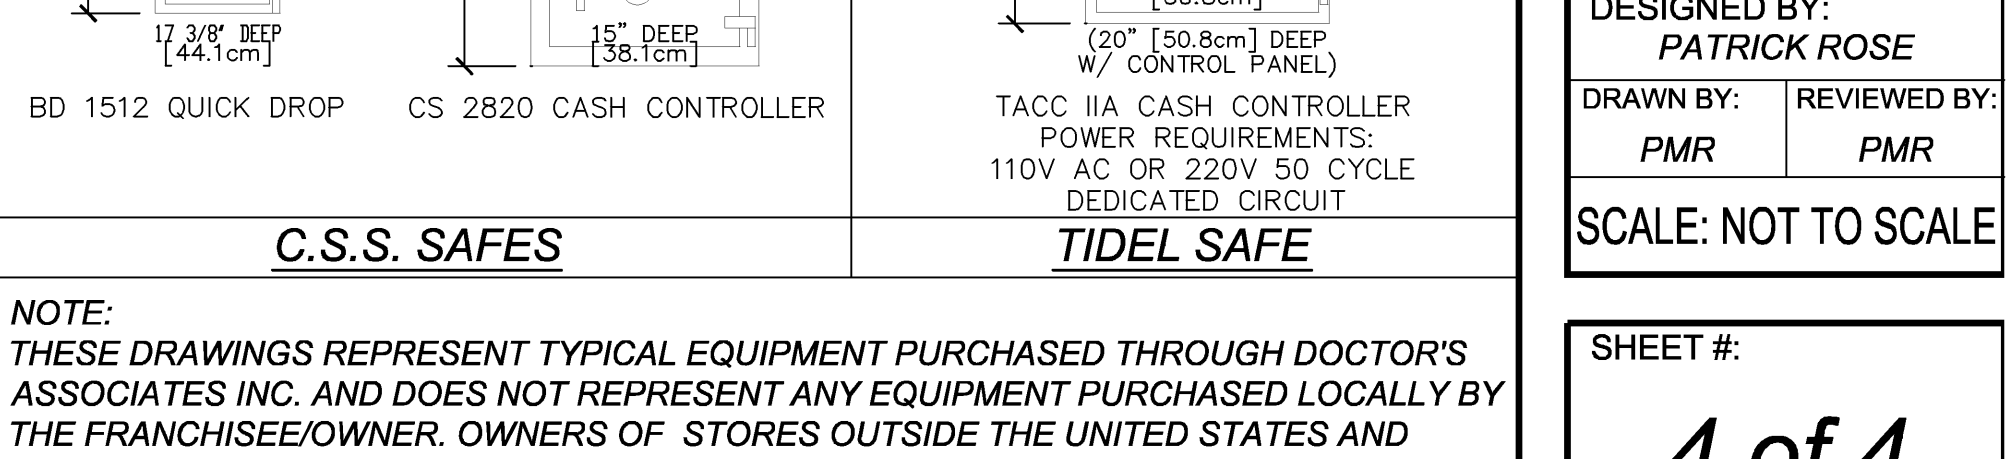 17 3/8" DEEP
[44.1cm]
BD 1512 QUICK DROP
15" DEEP
[38.1cm]
CS 2820 CASH CONTROLLER
C.S.S. SAFES
(20" [50.8cm] DEEP
W/ CONTROL PANEL)
TACC IIA CASH CONTROLLER
POWER REQUIREMENTS:
110V AC OR 220V 50 CYCLE
DEDICATED CIRCUIT
TIDEL SAFE
NOTE:
THESE DRAWINGS REPRESENT TYPICAL EQUIPMENT PURCHASED THROUGH DOCTOR'S
ASSOCIATES INC. AND DOES NOT REPRESENT ANY EQUIPMENT PURCHASED LOCALLY BY
THE FRANCHISEE/OWNER. OWNERS OF STORES OUTSIDE THE UNITED STATES AND
DESIGNED BY:
PATRICK ROSE
DRAWN BY:
PMR
REVIEWED BY:
PMR
SCALE: NOT TO SCALE
SHEET #:
4 of 4